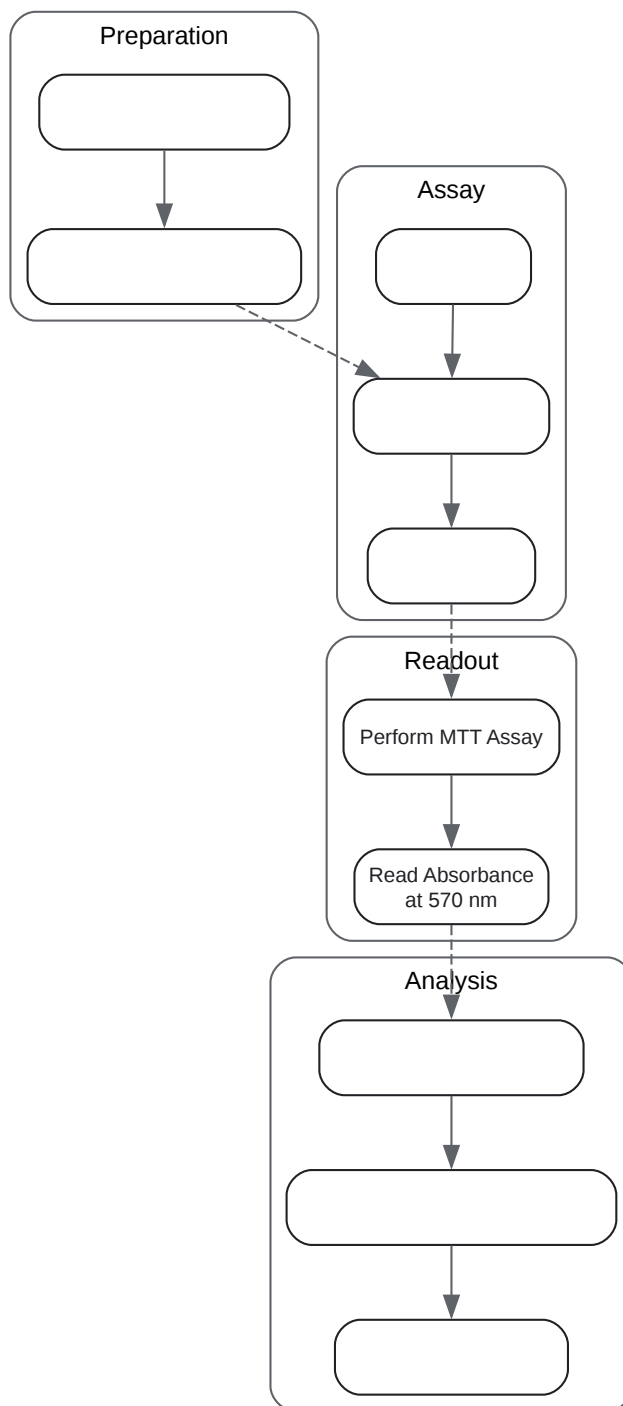 Preparation
Assay
Readout
Perform MTT Assay
Read Absorbance
at 570 nm
Analysis